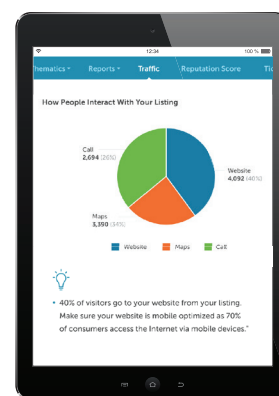 12:34
100 %
hematics
Reports
Traffic
Reputation Score
Tic
How People Interact With Your Listing
Call
2,694 (26%)
Website
4,092 (40%)
Maps
3,390 (34%)
Website Maps Call
• 40% of visitors go to your website from your listing.
Make sure your website is mobile optimized as 70%
of consumers access the Internet via mobile devices.*